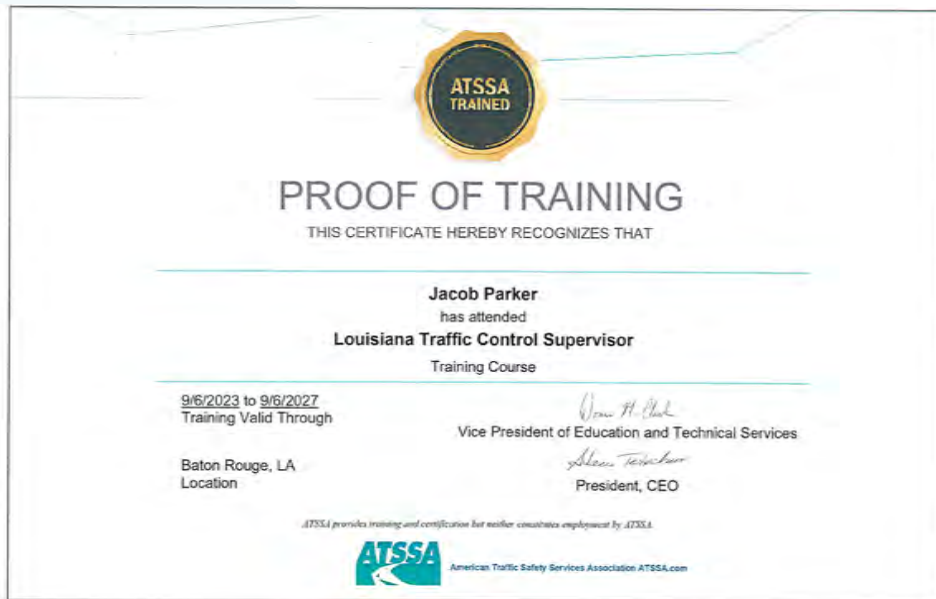 ATSSA
TRAINED
PROOF OF TRAINING
THIS CERTIFICATE HEREBY RECOGNIZES THAT
Jacob Parker
has attended
Louisiana Traffic Control Supervisor
Training Course
9/6/2023 to 9/6/2027
Training Valid Through
Vice President of Education and Technical Services
Baton Rouge, LA
Location
President, CEO
ATSSA provides training and certification but neither constitutes employment by ATSSA.
ATSSA
American Traffic Safety Services Association ATSSA.com